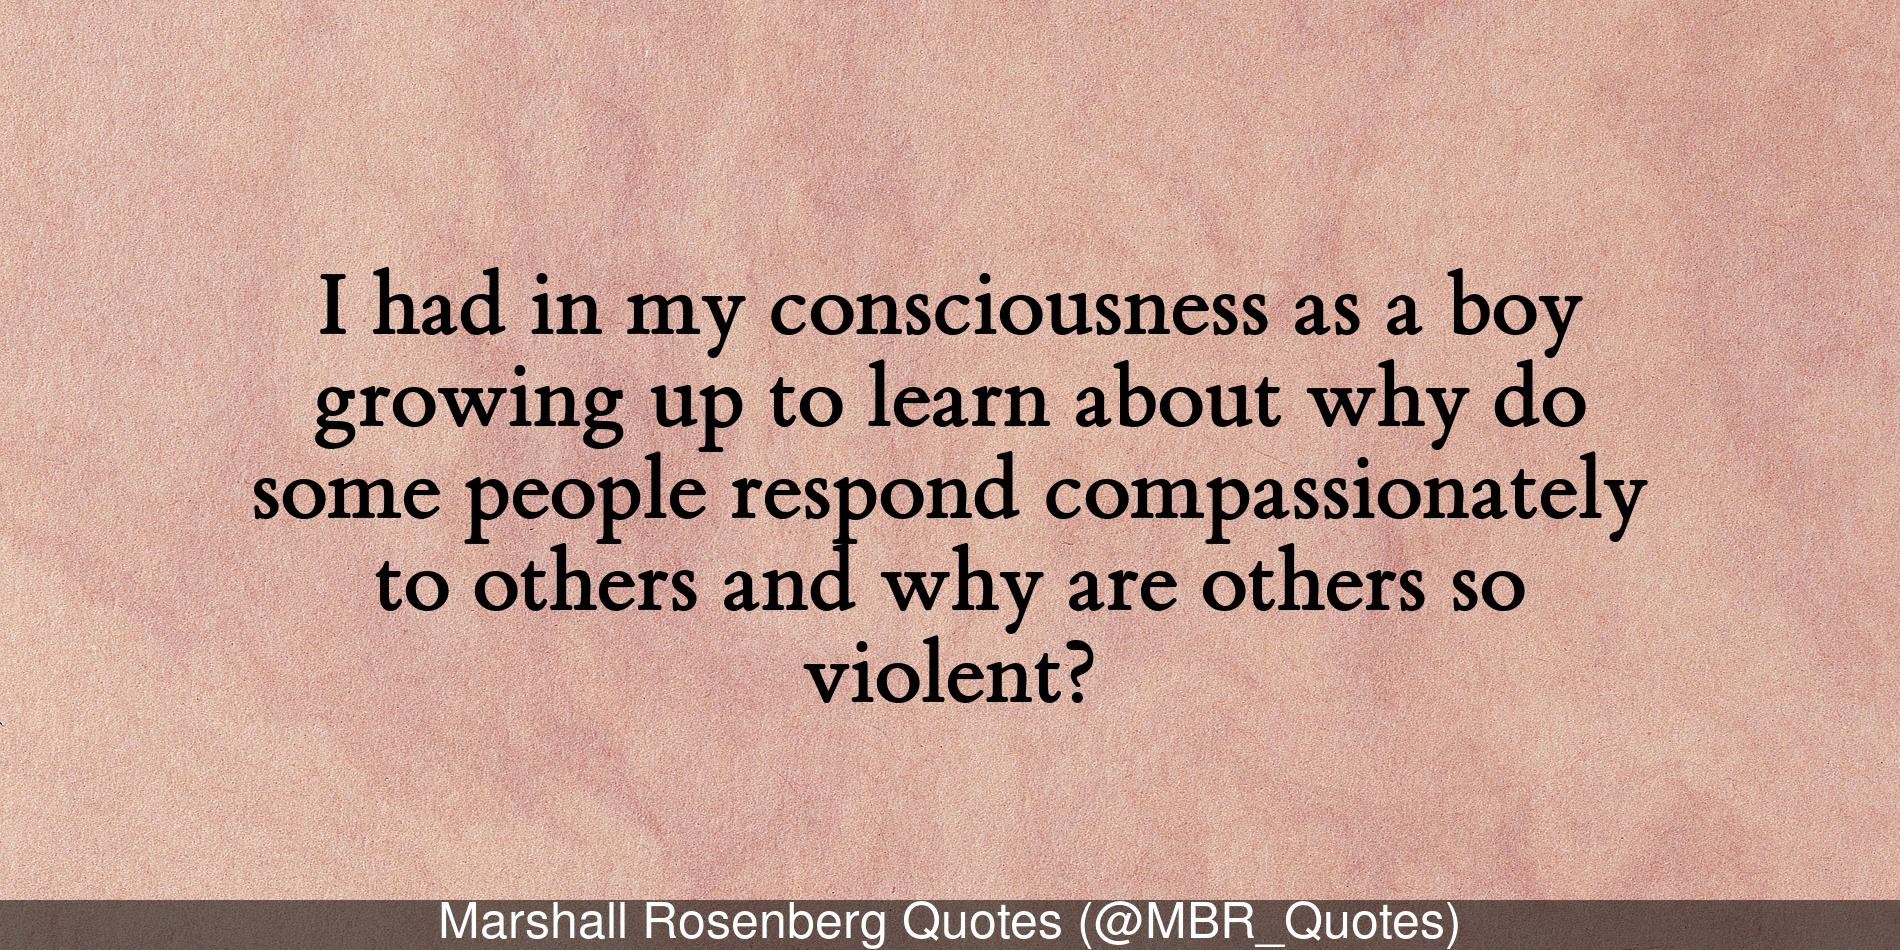 I had in my consciousness as a boy
growing up to learn about why do
some people respond compassionately
to others and why are others so
violent?
Marshall Rosenberg Quotes (@MBR_Quotes)